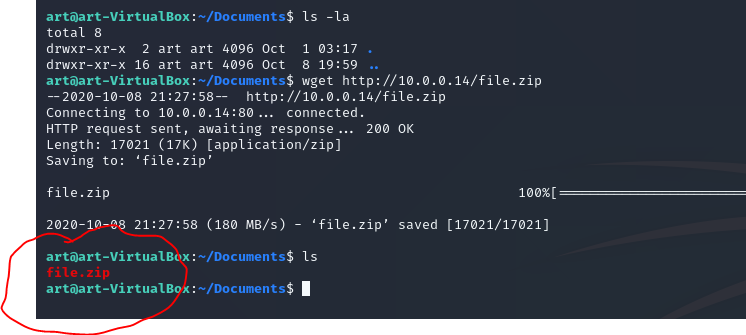 art@art-VirtualBox:~/Documents$ ls -la
total 8
drwxr-xr-x  2 art art 4096 Oct  1 03:17 .
drwxr-xr-x 16 art art 4096 Oct  8 19:59 ..
art@art-VirtualBox:~/Documents$ wget http://10.0.0.14/file.zip
--2020-10-08 21:27:58--  http://10.0.0.14/file.zip
Connecting to 10.0.0.14:80... connected.
HTTP request sent, awaiting response... 200 OK
Length: 17021 (17K) [application/zip]
Saving to: ‘file.zip’
file.zip 100%[==================
2020-10-08 21:27:58 (180 MB/s) - ‘file.zip’ saved [17021/17021]
art@art-VirtualBox:~/Documents$ ls
file.zip
art@art-VirtualBox:~/Documents$